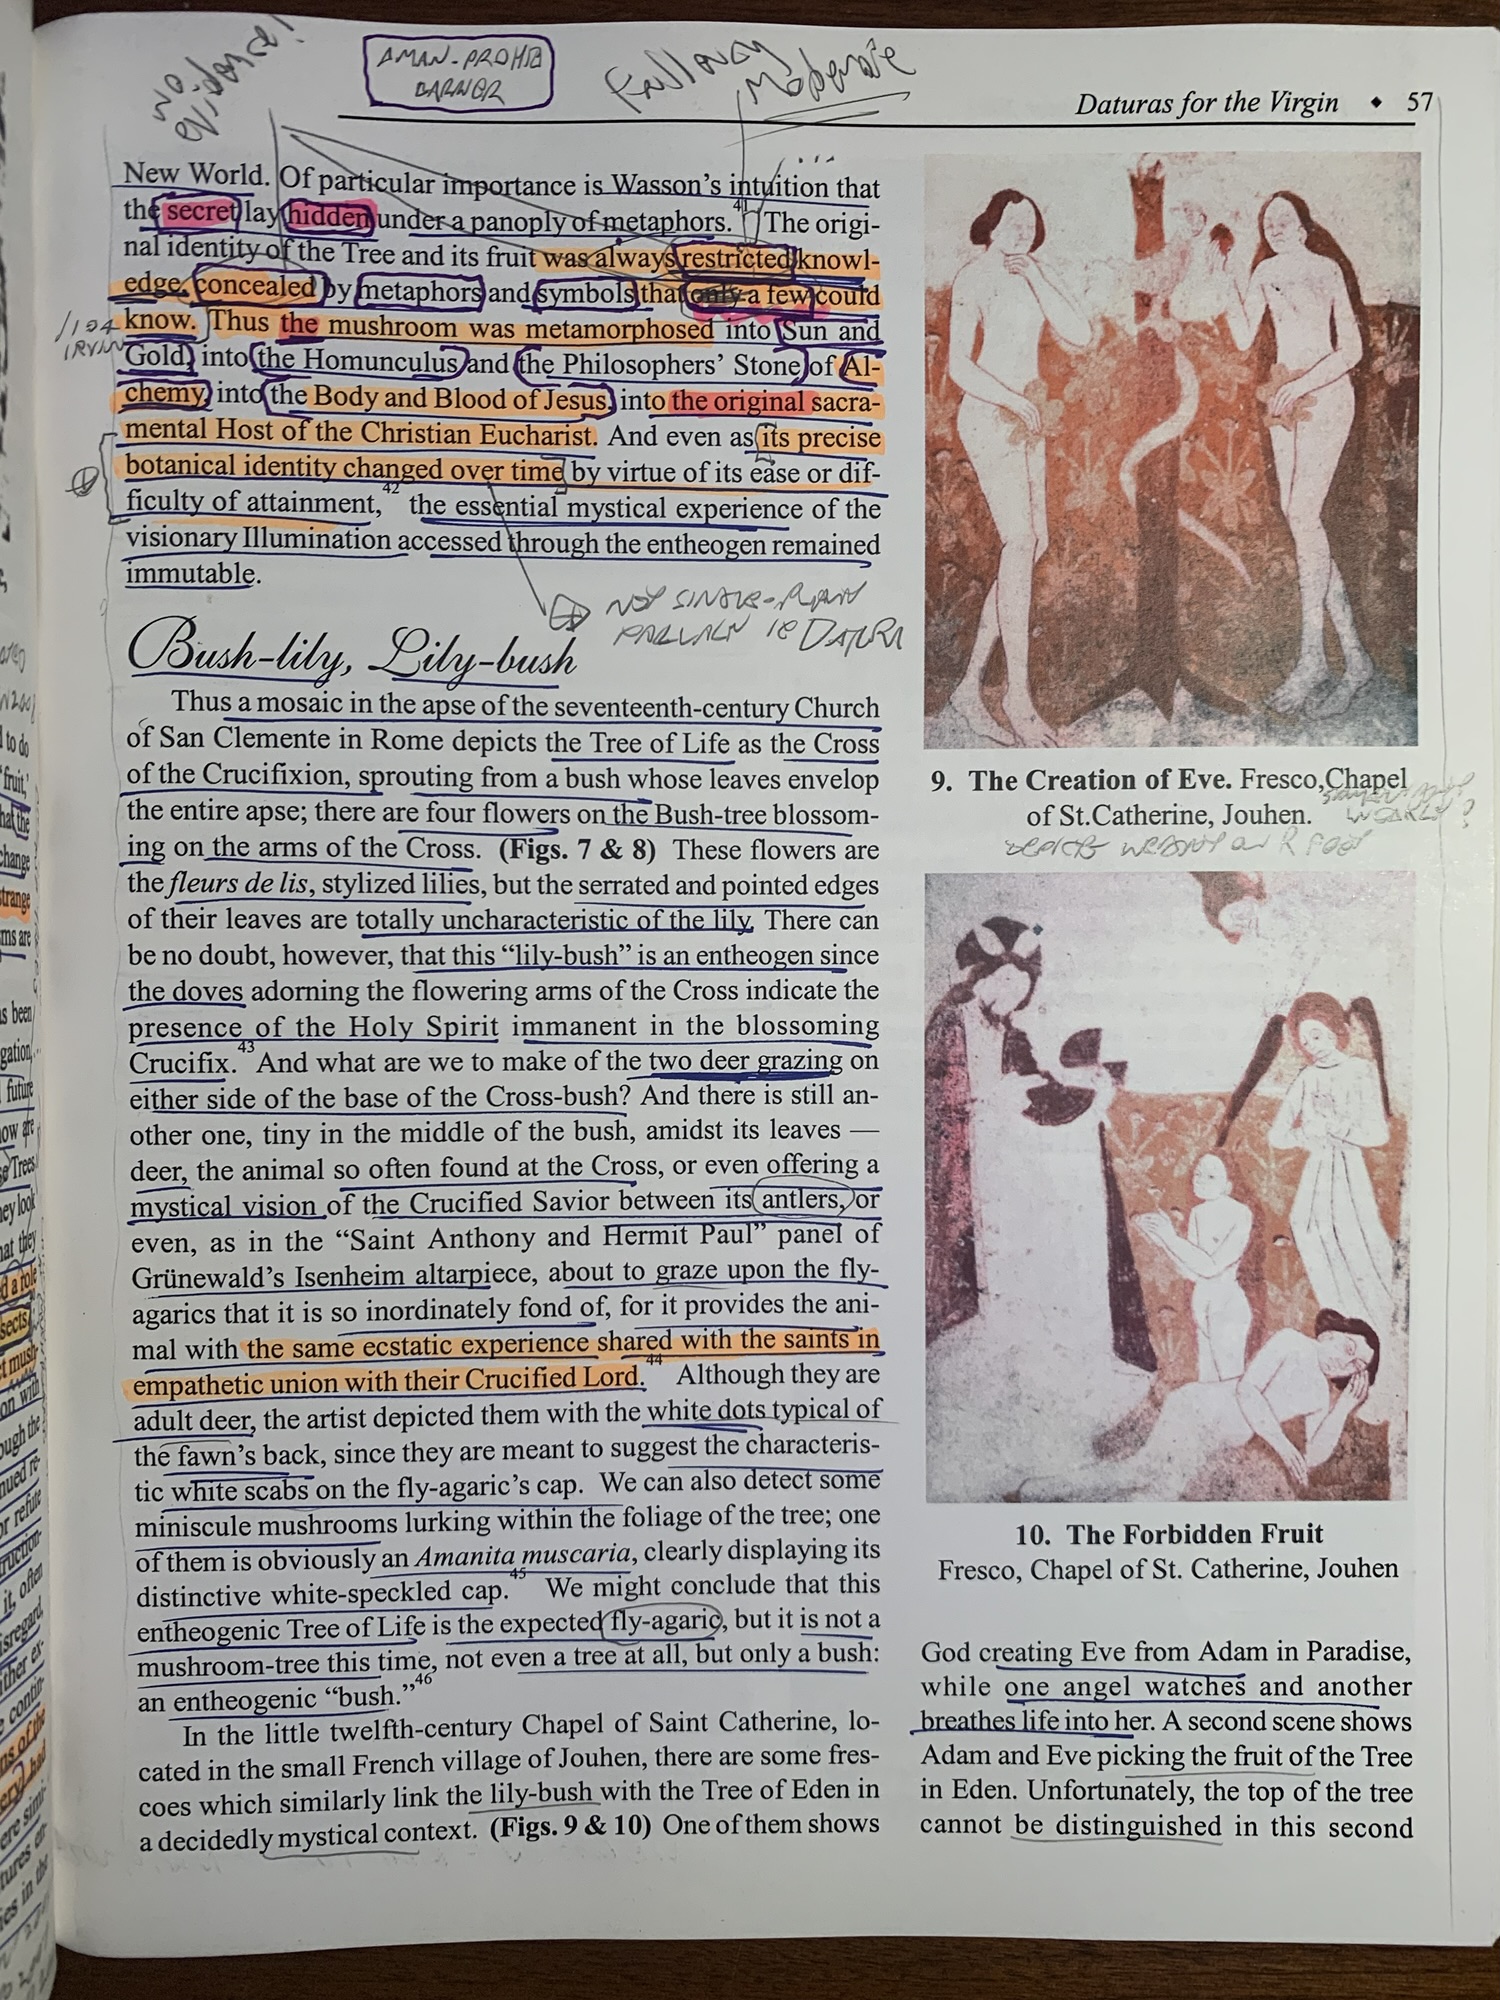 No
evidence!
Fallacy
Moderate
Daturas for the Virgin ◆ 57
New World. Of particular importance is Wasson's intuition that
the secret lay hidden under a panoply of metaphors.41 The origi-
nal identity of the Tree and its fruit was always restricted knowl-
edge, concealed by metaphors and symbols that only a few could
know. Thus the mushroom was metamorphosed into Sun and
Gold, into the Homunculus and the Philosophers' Stone of Al-
chemy, into the Body and Blood of Jesus, into the original sacra-
mental Host of the Christian Eucharist. And even as its precise
botanical identity changed over time by virtue of its ease or dif-
ficulty of attainment,42 the essential mystical experience of the
visionary Illumination accessed through the entheogen remained
immutable.
NOT SINGLE-PLANT
FALLACY IE DATURA
Bush-lily, Lily-bush
Thus a mosaic in the apse of the seventeenth-century Church
of San Clemente in Rome depicts the Tree of Life as the Cross
of the Crucifixion, sprouting from a bush whose leaves envelop
the entire apse; there are four flowers on the Bush-tree blossom-
ing on the arms of the Cross. (Figs. 7 & 8) These flowers are
the fleurs de lis, stylized lilies, but the serrated and pointed edges
of their leaves are totally uncharacteristic of the lily. There can
be no doubt, however, that this “lily-bush” is an entheogen since
the doves adorning the flowering arms of the Cross indicate the
presence of the Holy Spirit immanent in the blossoming
Crucifix.43 And what are we to make of the two deer grazing on
either side of the base of the Cross-bush? And there is still an-
other one, tiny in the middle of the bush, amidst its leaves —
deer, the animal so often found at the Cross, or even offering a
mystical vision of the Crucified Savior between its antlers, or
even, as in the “Saint Anthony and Hermit Paul” panel of
Grünewald's Isenheim altarpiece, about to graze upon the fly-
agarics that it is so inordinately fond of, for it provides the ani-
mal with the same ecstatic experience shared with the saints in
empathetic union with their Crucified Lord.44 Although they are
adult deer, the artist depicted them with the white dots typical of
the fawn's back, since they are meant to suggest the characteris-
tic white scabs on the fly-agaric's cap. We can also detect some
miniscule mushrooms lurking within the foliage of the tree; one
of them is obviously an Amanita muscaria, clearly displaying its
distinctive white-speckled cap.45 We might conclude that this
entheogenic Tree of Life is the expected fly-agaric, but it is not a
mushroom-tree this time, not even a tree at all, but only a bush:
an entheogenic “bush.”46
In the little twelfth-century Chapel of Saint Catherine, lo-
cated in the small French village of Jouhen, there are some fres-
coes which similarly link the lily-bush with the Tree of Eden in
a decidedly mystical context. (Figs. 9 & 10) One of them shows
9. The Creation of Eve. Fresco, Chapel
of St.Catherine, Jouhen.
10. The Forbidden Fruit
Fresco, Chapel of St. Catherine, Jouhen
God creating Eve from Adam in Paradise,
while one angel watches and another
breathes life into her. A second scene shows
Adam and Eve picking the fruit of the Tree
in Eden. Unfortunately, the top of the tree
cannot be distinguished in this second